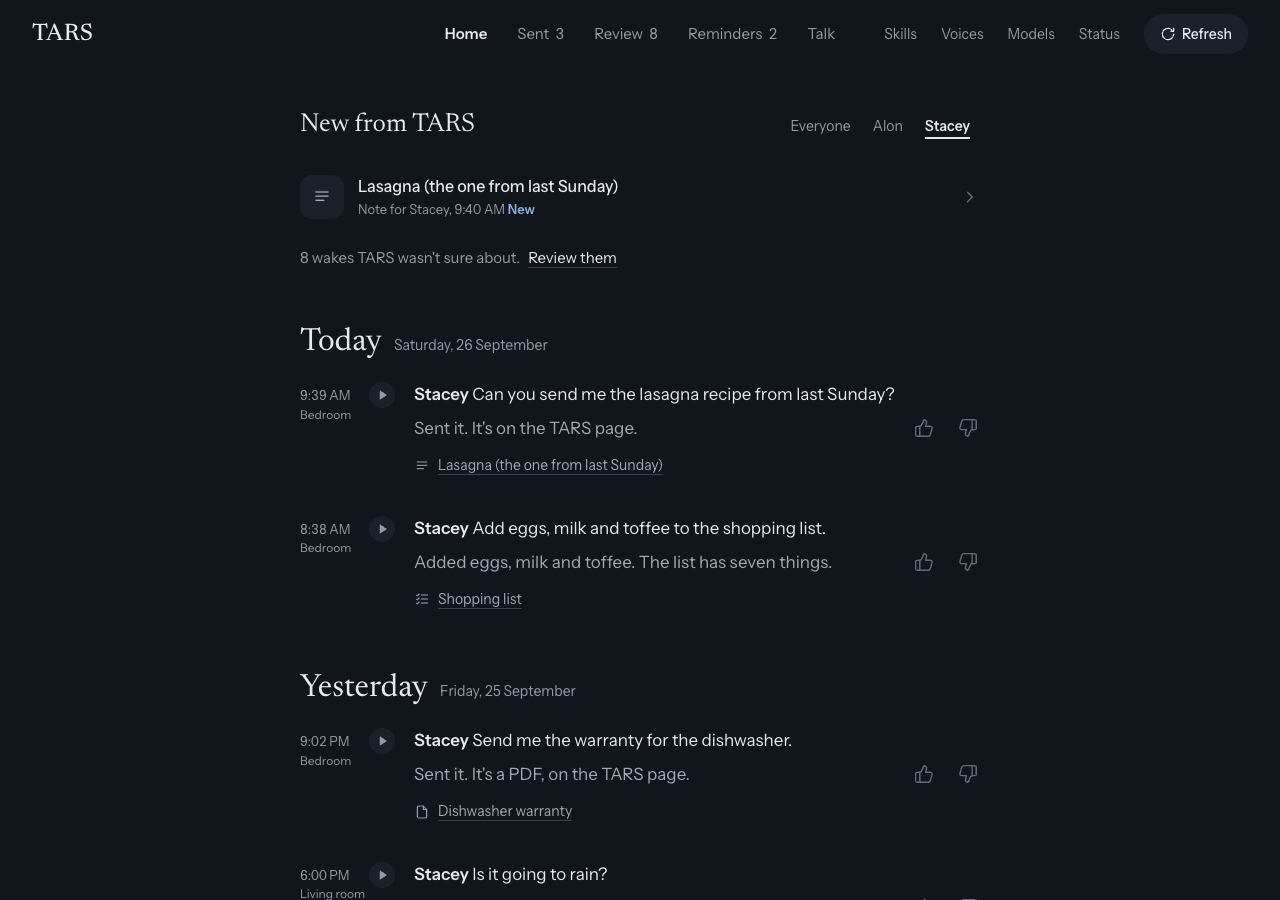 TARS
Home Sent 3 Review 8 Reminders 2 Talk Skills Voices Models Status Refresh
New from TARS
Everyone Alon Stacey
Lasagna (the one from last Sunday)
Note for Stacey, 9:40 AM New
8 wakes TARS wasn't sure about. Review them
Today Saturday, 26 September
9:39 AM
Bedroom
Stacey Can you send me the lasagna recipe from last Sunday?
Sent it. It's on the TARS page.
Lasagna (the one from last Sunday)
8:38 AM
Bedroom
Stacey Add eggs, milk and toffee to the shopping list.
Added eggs, milk and toffee. The list has seven things.
Shopping list
Yesterday Friday, 25 September
9:02 PM
Bedroom
Stacey Send me the warranty for the dishwasher.
Sent it. It's a PDF, on the TARS page.
Dishwasher warranty
6:00 PM
Living room
Stacey Is it going to rain?